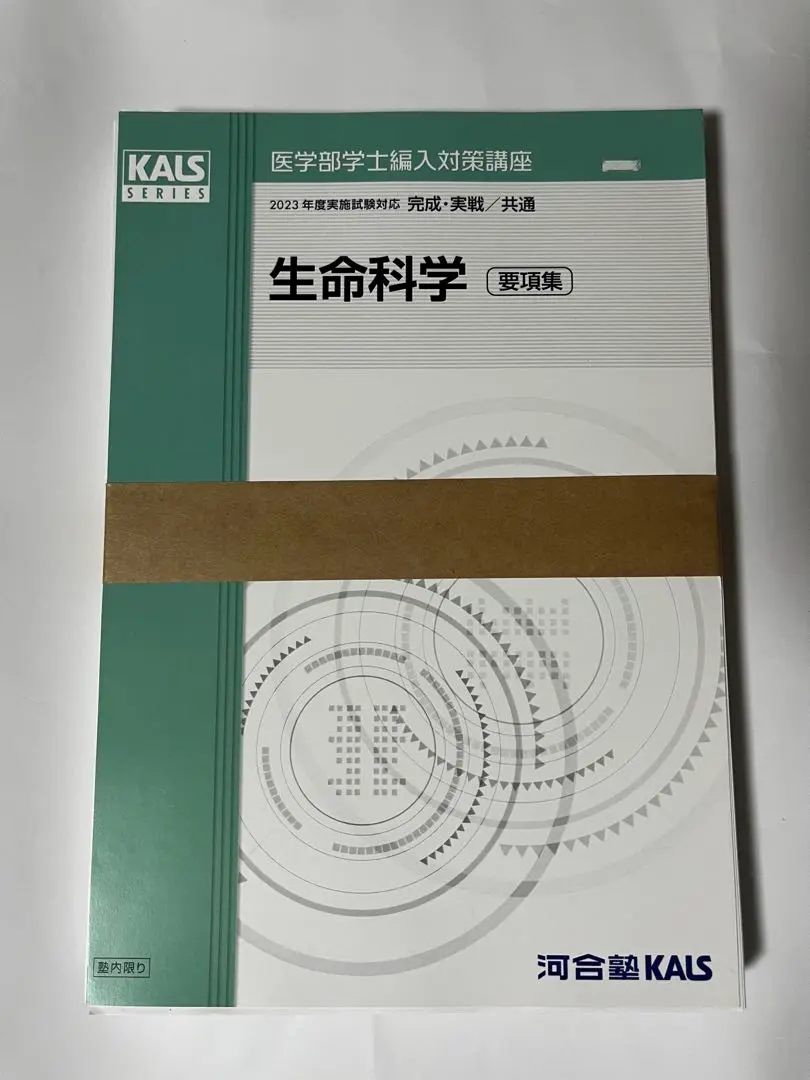 KALS
SERIES
医学部学士編入対策講座
2023年度実施試験対応 完成・実戦／共通
生命科学 要項集
塾内限り
河合塾KALS